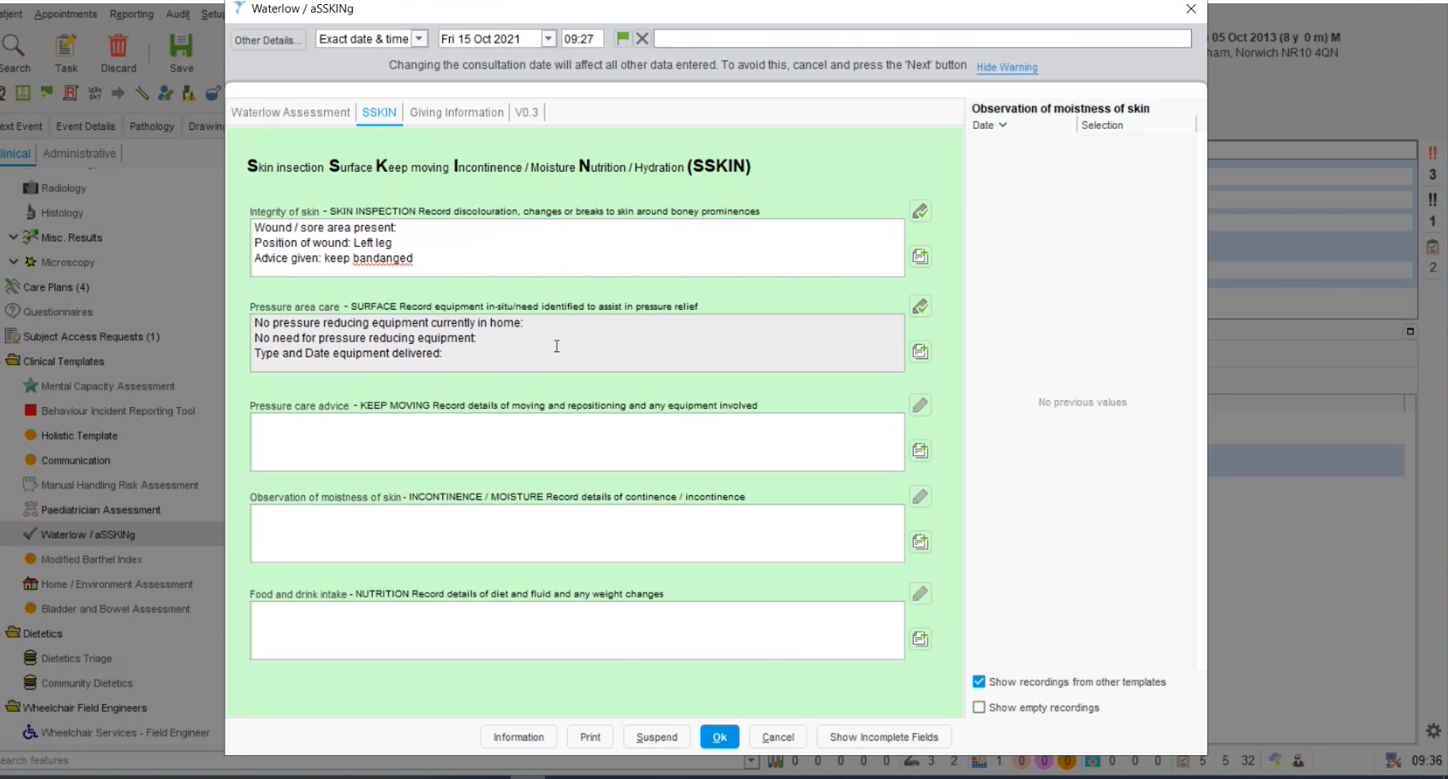 Waterlow / aSSKINg
atient Appointments Reporting Audit Setup
Other Details... Exact date & time Fri 15 Oct 2021 09:27
05 Oct 2013 (8 y 0 m) M
ham, Norwich NR10 4QN
Search Task Discard Save
Changing the consultation date will affect all other data entered. To avoid this, cancel and press the 'Next' button Hide Warning
ext Event Event Details Pathology Drawing
Waterlow Assessment SSKIN Giving Information V0.3
Observation of moistness of skin
Date Selection
linical Administrative
Radiology
Histology
Misc. Results
Microscopy
Care Plans (4)
Questionnaires
Subject Access Requests (1)
Clinical Templates
Mental Capacity Assessment
Behaviour Incident Reporting Tool
Holistic Template
Communication
Manual Handling Risk Assessment
Paediatrician Assessment
Waterlow / aSSKINg
Modified Barthel Index
Home / Environment Assessment
Bladder and Bowel Assessment
Dietetics
Dietetics Triage
Community Dietetics
Wheelchair Field Engineers
Wheelchair Services - Field Engineer
earch features
Skin insection Surface Keep moving Incontinence / Moisture Nutrition / Hydration (SSKIN)
Integrity of skin - SKIN INSPECTION Record discolouration, changes or breaks to skin around boney prominences
Wound / sore area present:
Position of wound: Left leg
Advice given: keep bandanged
Pressure area care - SURFACE Record equipment in-situ/need identified to assist in pressure relief
No pressure reducing equipment currently in home:
No need for pressure reducing equipment:
Type and Date equipment delivered:
Pressure care advice - KEEP MOVING Record details of moving and repositioning and any equipment involved
Observation of moistness of skin - INCONTINENCE / MOISTURE Record details of continence / incontinence
Food and drink intake - NUTRITION Record details of diet and fluid and any weight changes
No previous values
Show recordings from other templates
Show empty recordings
Information Print Suspend Ok Cancel Show Incomplete Fields
!!
3
!!
1
2
0 0 0 0 0 3 2 1 0 0 0 0 0 0 5 5 32 09:36